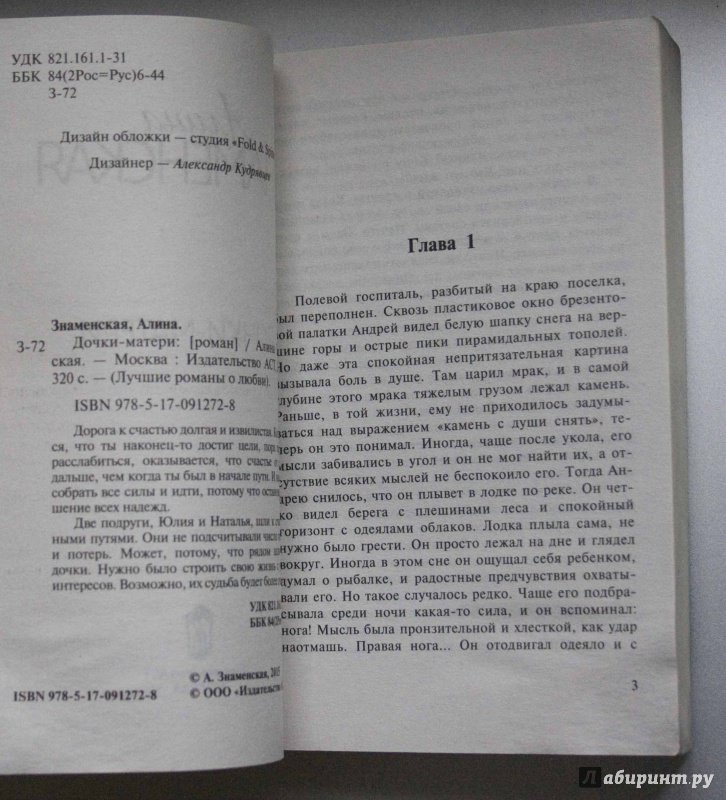 УДК 821.161.1-31
ББК 84(2Рос=Рус)6-44
З-72
Дизайн обложки — студия «Fold &
Дизайнер — Александр Кудрявцев
Знаменская, Алина.
З-72 Дочки-матери: [роман] / Алина
ская. — Москва : Издательство АСТ,
320 с. — (Лучшие романы о любви).
ISBN 978-5-17-091272-8
Дорога к счастью долгая и извилистая.
ся, что ты наконец-то достиг цели, пора
расслабиться, оказывается, что счастье
дальше, чем когда ты был в начале пути. И
собрать все силы и идти, потому что
шение всех надежд.
Две подруги, Юлия и Наталья, шли к
ными путями. Они не подсчитывали
и потерь. Может, потому, что рядом
дочки. Нужно было строить свою жизнь
интересов. Возможно, их судьба будет
УДК 821.
ББК 84(2
© А. Знаменская, 2015
ISBN 978-5-17-091272-8 © ООО «Издательство
Глава 1
Полевой госпиталь, разбитый на краю поселка,
был переполнен. Сквозь пластиковое окно брезенто-
вой палатки Андрей видел белую шапку снега на вер-
шине горы и острые пики пирамидальных тополей.
Но даже эта спокойная непритязательная картина
вызывала боль в душе. Там царил мрак, и в самой
глубине этого мрака тяжелым грузом лежал камень.
Раньше, в той жизни, ему не приходилось задумы-
ваться над выражением «камень с души снять», те-
перь он это понимал. Иногда, чаще после укола, его
мысли забивались в угол и он не мог найти их, а от-
сутствие всяких мыслей не беспокоило его. Тогда Ан-
дрею снилось, что он плывет в лодке по реке. Он чет-
ко видел берега с плешинами леса и спокойный
горизонт с одеялами облаков. Лодка плыла сама, не
нужно было грести. Он просто лежал на дне и глядел
вокруг. Иногда в этом сне он ощущал себя ребенком,
думал о рыбалке, и радостные предчувствия охваты-
вали его. Но такое случалось редко. Чаще его подбра-
сывала среди ночи какая-то сила, и он вспоминал:
нога! Мысль была пронзительной и хлесткой, как удар
наотмашь. Правая нога... Он отодвигал одеяло и с
3
Лабиринт.ру